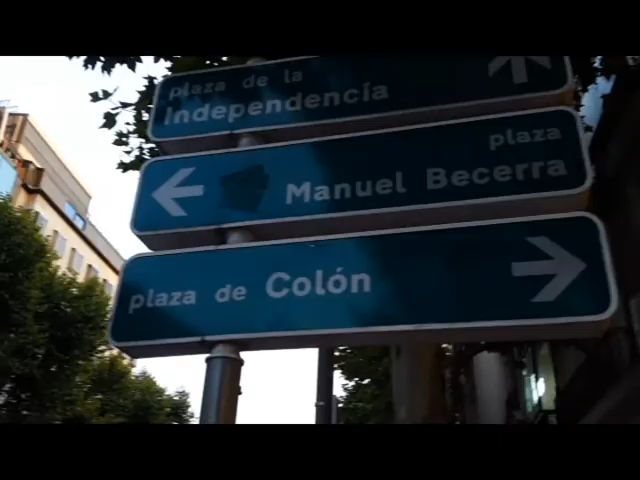 plaza de la
Independencia
plaza
Manuel Becerra
plaza de Colón